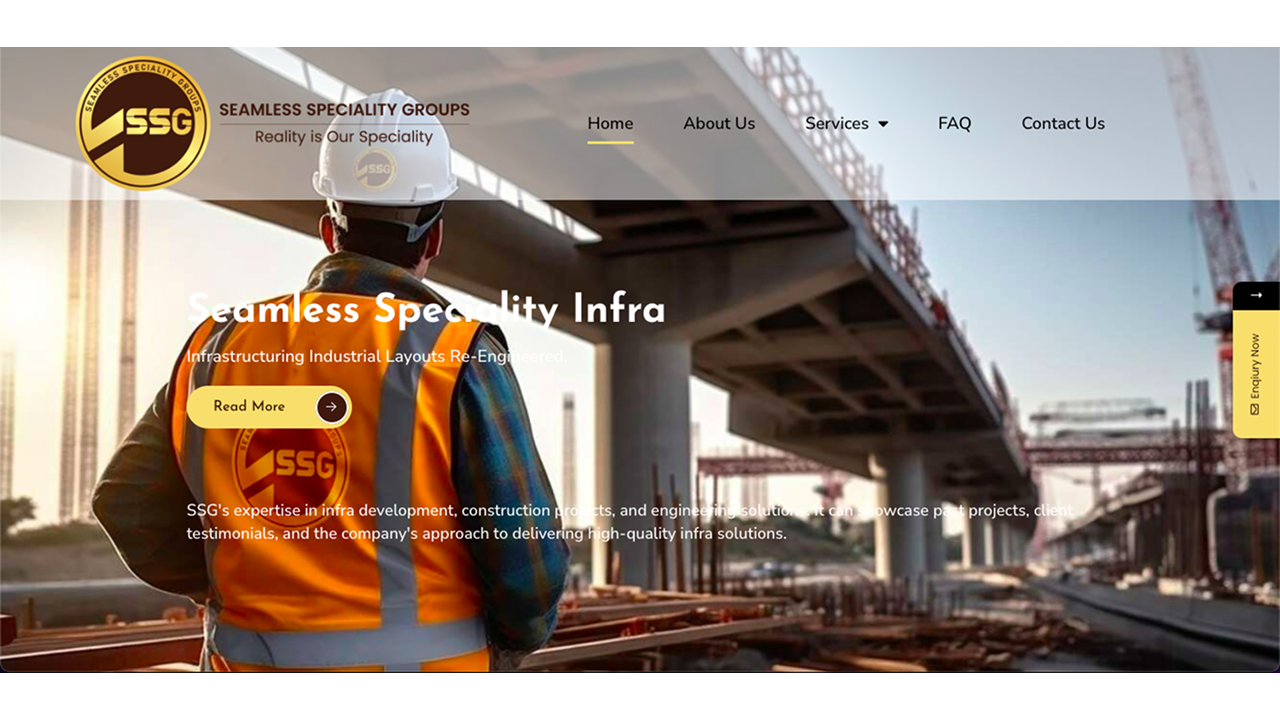 SEAMLESS SPECIALITY GROUPS
SSG
SEAMLESS SPECIALITY GROUPS
Reality is Our Speciality
Home
About Us
Services
FAQ
Contact Us
SSG
Seamless Speciality Infra
Infrastructuring Industrial Layouts Re-Engineered.
Read More
Enqiury Now
SSG
SSG's expertise in infra development, construction projects, and engineering solutions. It can showcase past projects, client
testimonials, and the company's approach to delivering high-quality infra solutions.